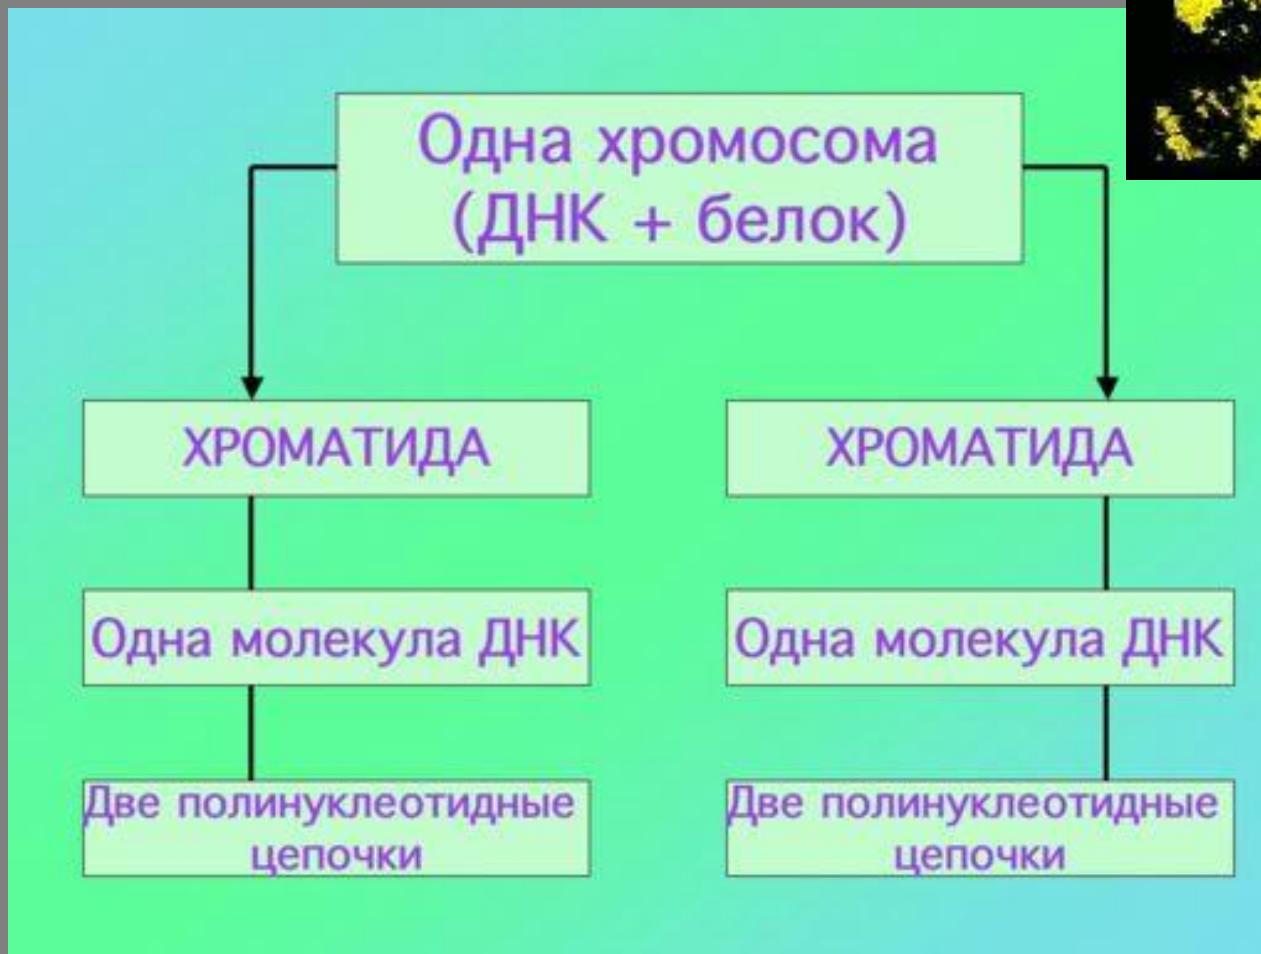 Одна хромосома
(ДНК + белок)
ХРОМАТИДА
ХРОМАТИДА
Одна молекула ДНК
Одна молекула ДНК
Две полинуклеотидные
цепочки
Две полинуклеотидные
цепочки